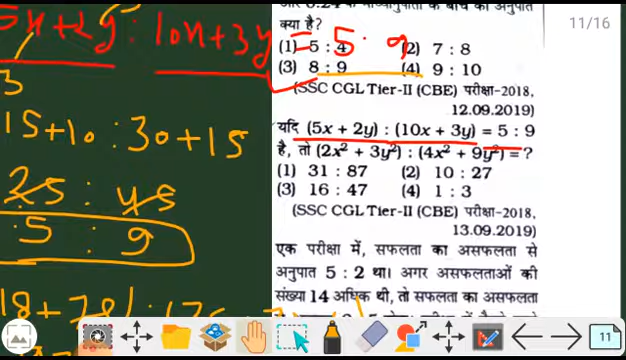 5x+2y : 10x+3y = 5 : 9
3
15+10 : 30+15
25 : 45
5 : 9
क्या है?
(1) 5 : 4 (2) 7 : 8
(3) 8 : 9 (4) 9 : 10
(SSC CGL Tier-II (CBE) परीक्षा-2018,
12.09.2019)
यदि (5x + 2y) : (10x + 3y) = 5 : 9
है, तो (2x² + 3y²) : (4x² + 9y²) = ?
(1) 31 : 87 (2) 10 : 27
(3) 16 : 47 (4) 1 : 3
(SSC CGL Tier-II (CBE) परीक्षा-2018,
13.09.2019)
एक परीक्षा में, सफलता का असफलता से
अनुपात 5 : 2 था। अगर असफलताओं की
संख्या 14 अधिक थी, तो सफलता का असफलता
11/16
11